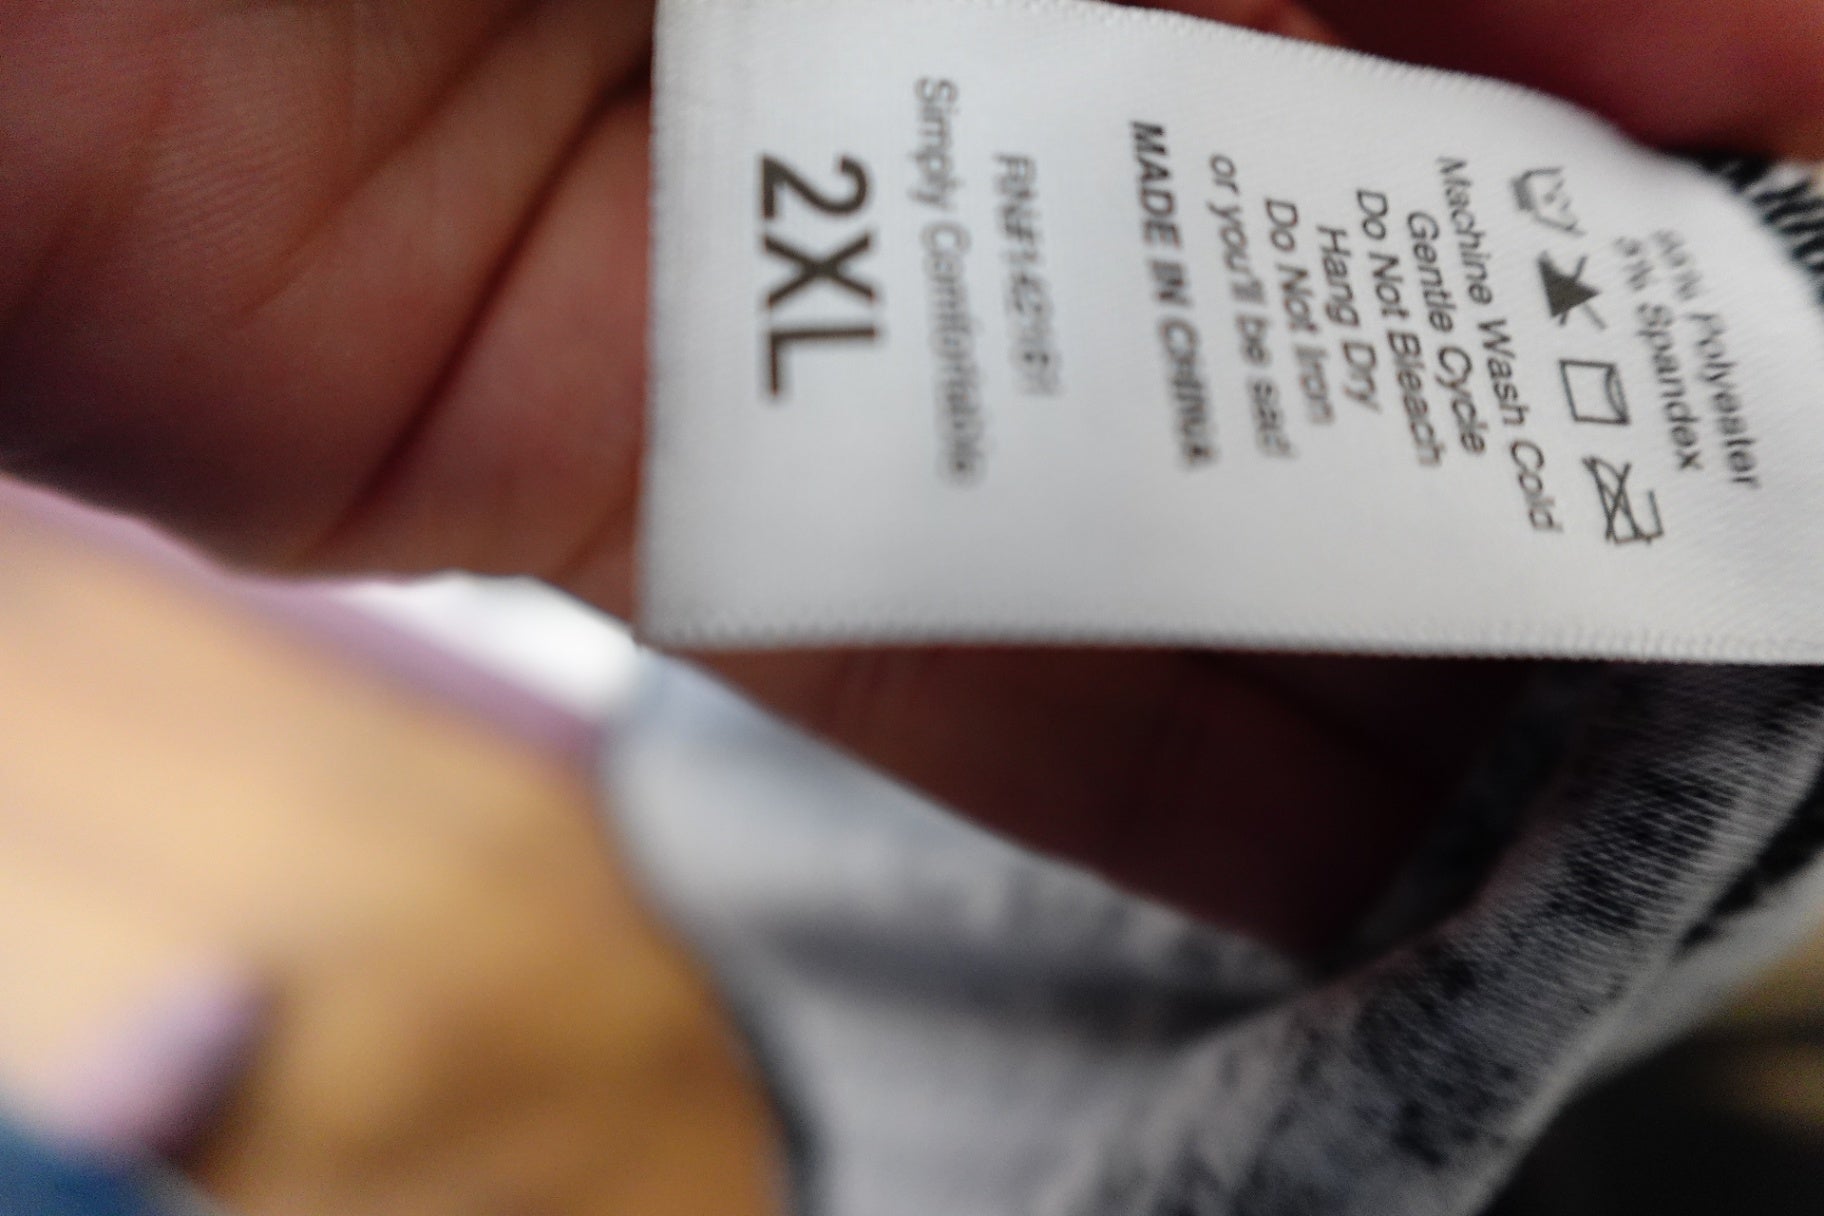 Polyester
Spandex
Machine Wash Cold
Gentle Cycle
Do Not Bleach
Hang Dry
Do Not Iron
or you'll be sad
MADE IN CHINA
Simply Comfortable
2XL